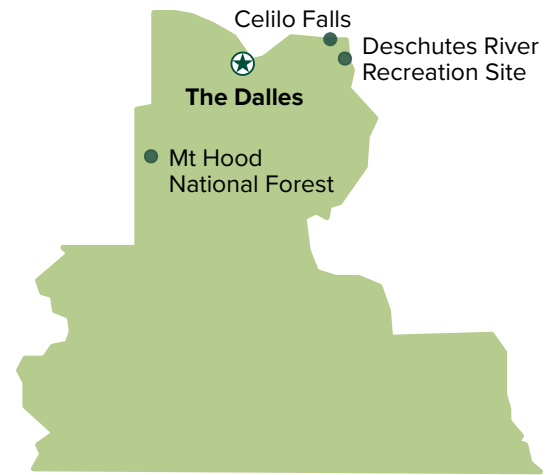 Celilo Falls
Deschutes River
Recreation Site
The Dalles
Mt Hood
National Forest